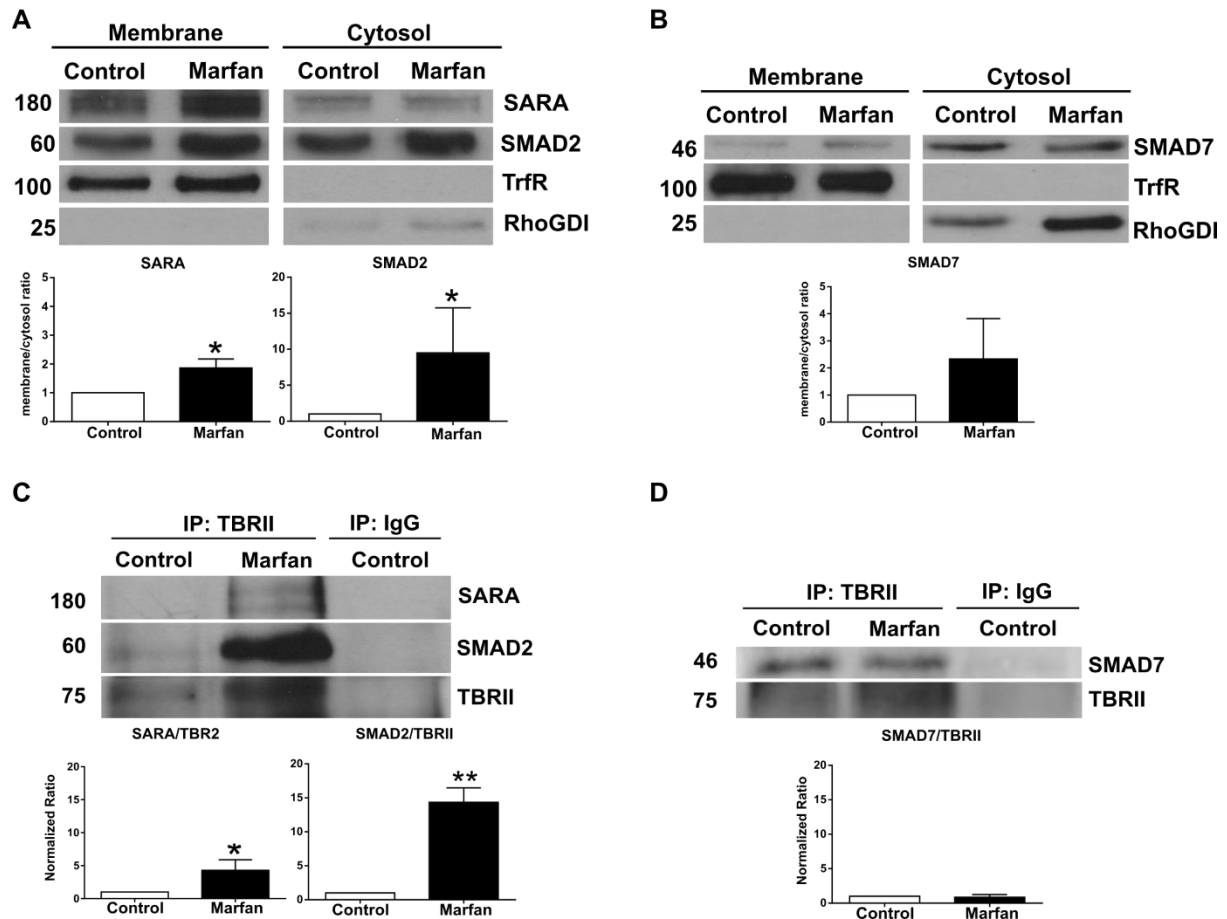 A
Membrane Cytosol
Control Marfan Control Marfan
180 SARA
60 SMAD2
100 TrfR
25 RhoGDI
SARA SMAD2
membrane/cytosol ratio
5
4
3
2
1
0
*
Control Marfan
20
15
10
5
0
*
Control Marfan
B
Membrane Cytosol
Control Marfan Control Marfan
46 SMAD7
100 TrfR
25 RhoGDI
SMAD7
membrane/cytosol ratio
5
4
3
2
1
0
Control Marfan
C
IP: TBRII IP: IgG
Control Marfan Control
180 SARA
60 SMAD2
75 TBRII
SARA/TBR2 SMAD2/TBRII
Normalized Ratio
20
15
10
5
0
*
Control Marfan
20
15
10
5
0
**
Control Marfan
D
IP: TBRII IP: IgG
Control Marfan Control
46 SMAD7
75 TBRII
SMAD7/TBRII
Normalized Ratio
20
15
10
5
0
Control Marfan